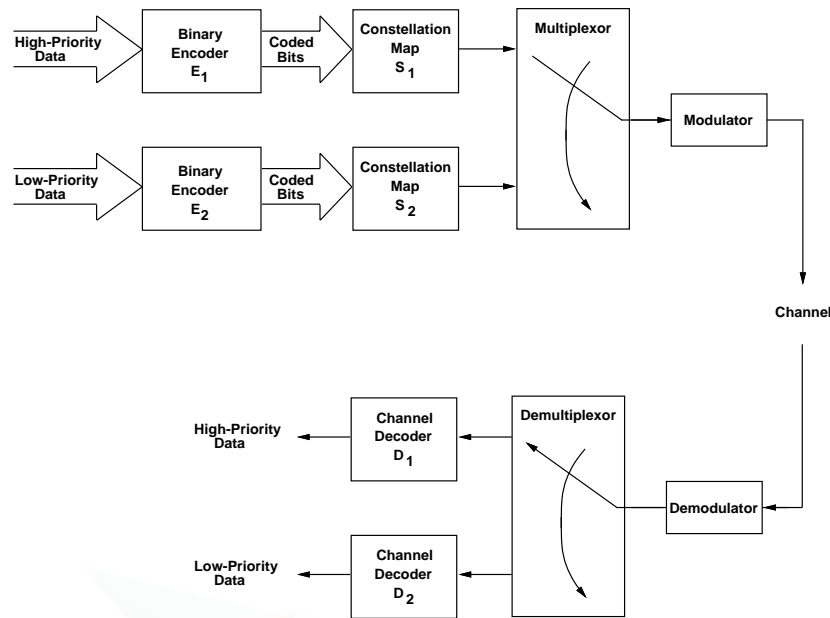 High-Priority
Data
Binary
Encoder
E1
Coded
Bits
Constellation
Map
S1
Multiplexor
Modulator
Low-Priority
Data
Binary
Encoder
E2
Coded
Bits
Constellation
Map
S2
Channel
High-Priority
Data
Channel
Decoder
D1
Demultiplexor
Demodulator
Low-Priority
Data
Channel
Decoder
D2